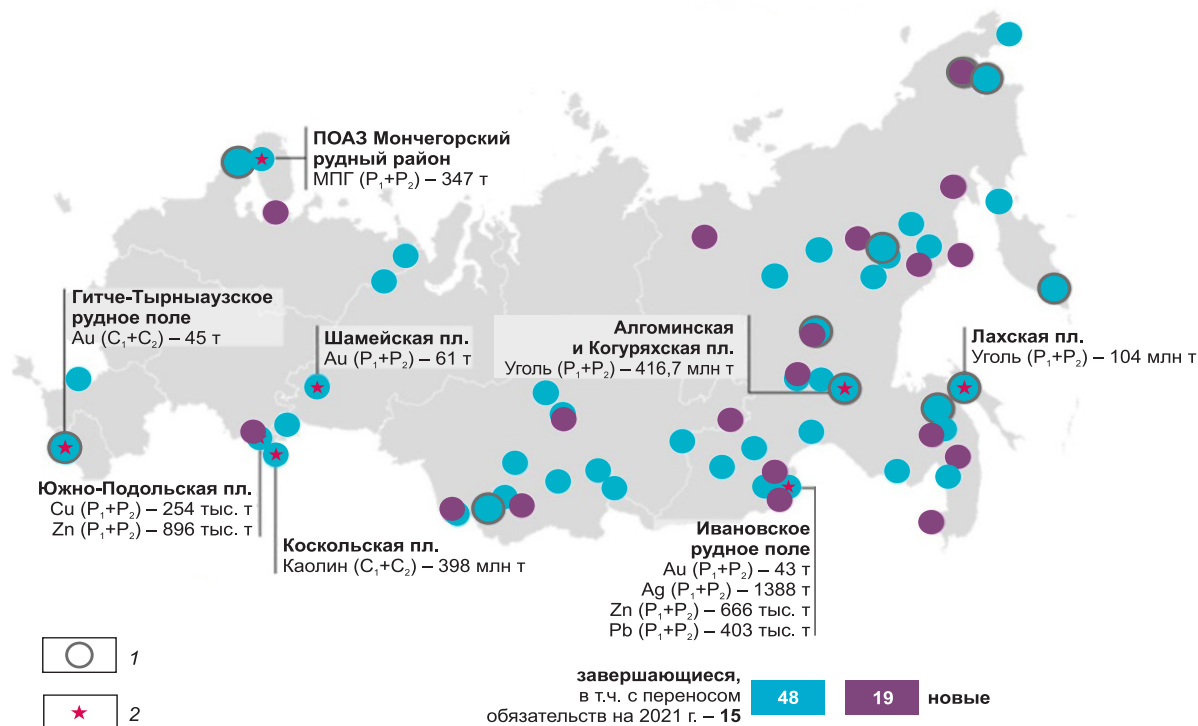 ПОАЗ Мончегорский
рудный район
МПГ (P₁+P₂) – 347 т
Гитче-Тырныаузское
рудное поле
Au (C₁+C₂) – 45 т
Шамейская пл.
Au (P₁+P₂) – 61 т
Алгоминская
и Когуряхская пл.
Уголь (P₁+P₂) – 416,7 млн т
Лахская пл.
Уголь (P₁+P₂) – 104 млн т
Южно-Подольская пл.
Cu (P₁+P₂) – 254 тыс. т
Zn (P₁+P₂) – 896 тыс. т
Коскольская пл.
Каолин (C₁+C₂) – 398 млн т
Ивановское
рудное поле
Au (P₁+P₂) – 43 т
Ag (P₁+P₂) – 1388 т
Zn (P₁+P₂) – 666 тыс. т
Pb (P₁+P₂) – 403 тыс. т
1
2
завершающиеся,
в т.ч. с переносом
обязательств на 2021 г. – 15
48
19
новые